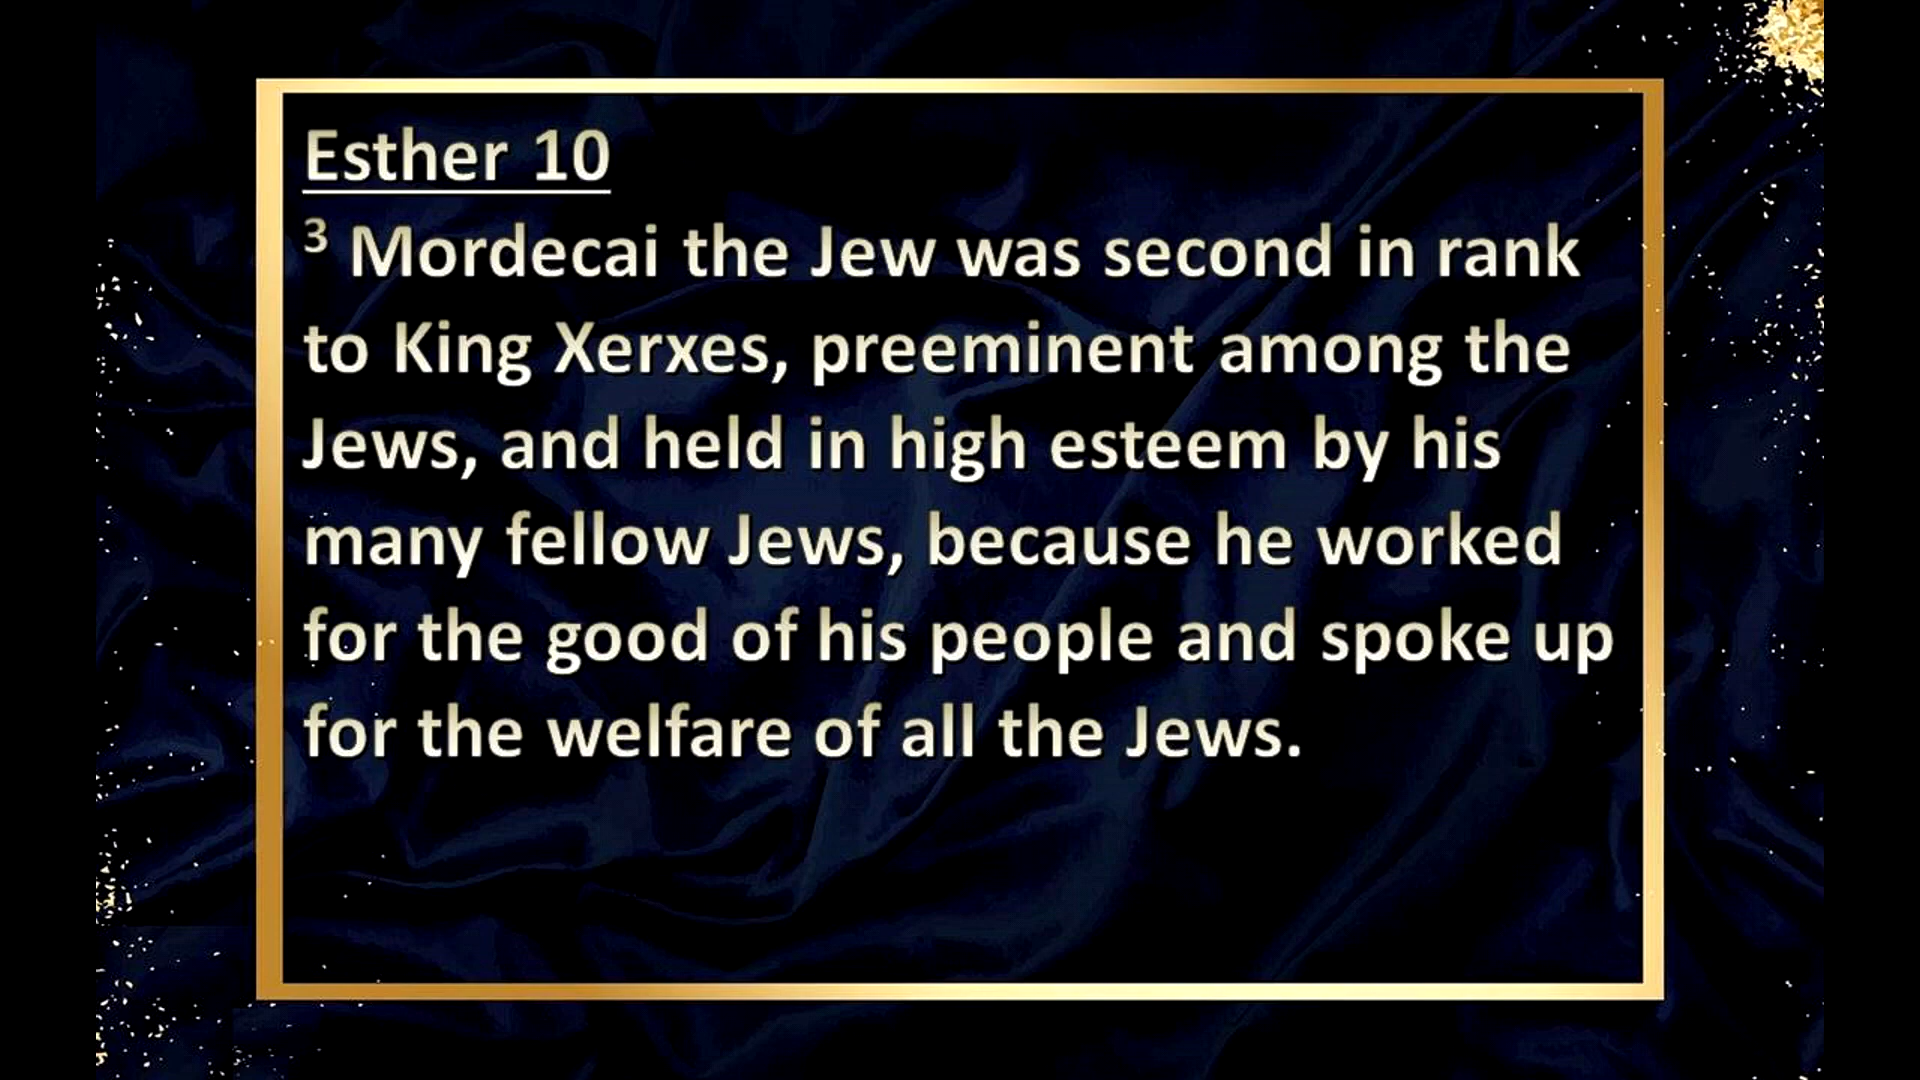 Esther 10
3 Mordecai the Jew was second in rank
to King Xerxes, preeminent among the
Jews, and held in high esteem by his
many fellow Jews, because he worked
for the good of his people and spoke up
for the welfare of all the Jews.